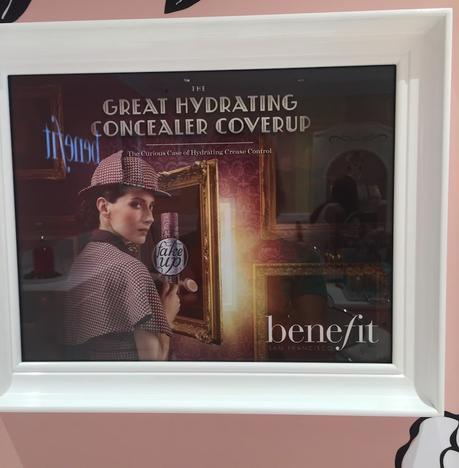 THE
GREAT HYDRATING
CONCEALER COVERUP
The Curious Case of Hydrating Crease Control
benefit
fake
up
benefit
SAN FRANCISCO